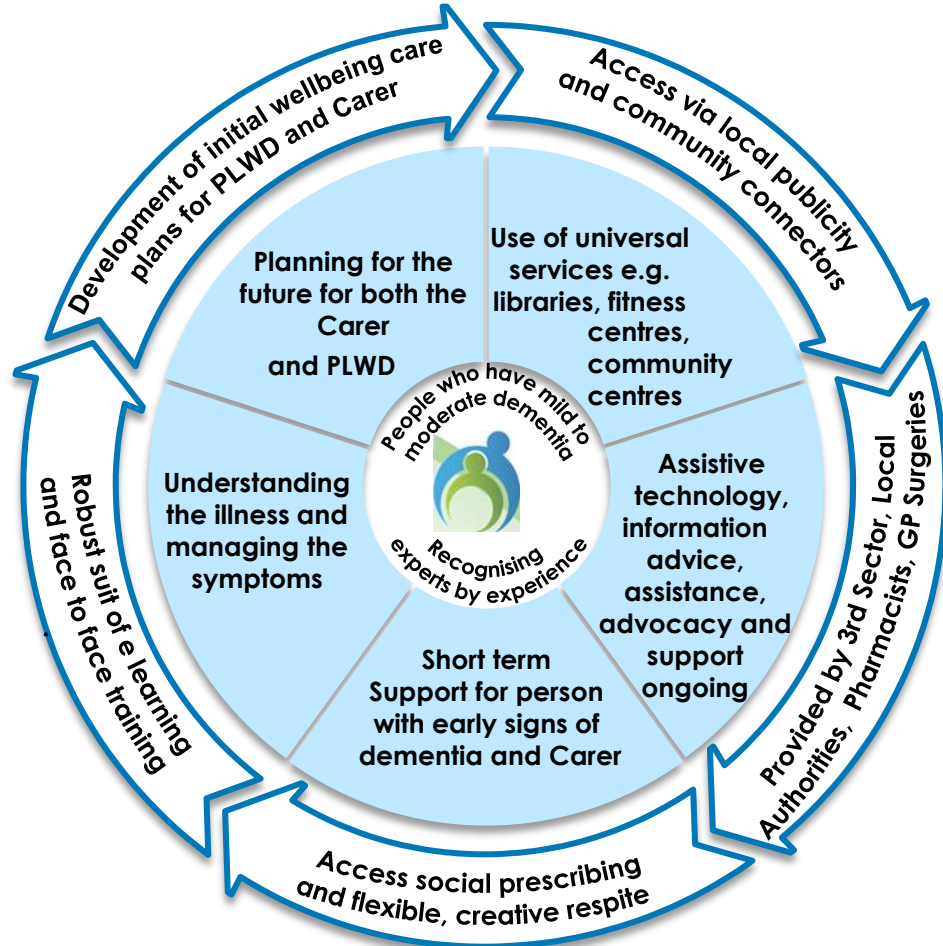 Development of initial wellbeing care
plans for PLWD and Carer
Access via local publicity
and community connectors
Provided by 3rd Sector, Local
Authorities, Pharmacists, GP Surgeries
Access social prescribing
and flexible, creative respite
Robust suit of e learning
and face to face training
.
Planning for the
future for both the
Carer
and PLWD
Use of universal
services e.g.
libraries, fitness
centres,
community
centres
Assistive
technology,
information
advice,
assistance,
advocacy and
support
ongoing
Short term
Support for person
with early signs of
dementia and Carer
Understanding
the illness and
managing the
symptoms
People who have mild to
moderate dementia
Recognising
experts by experience